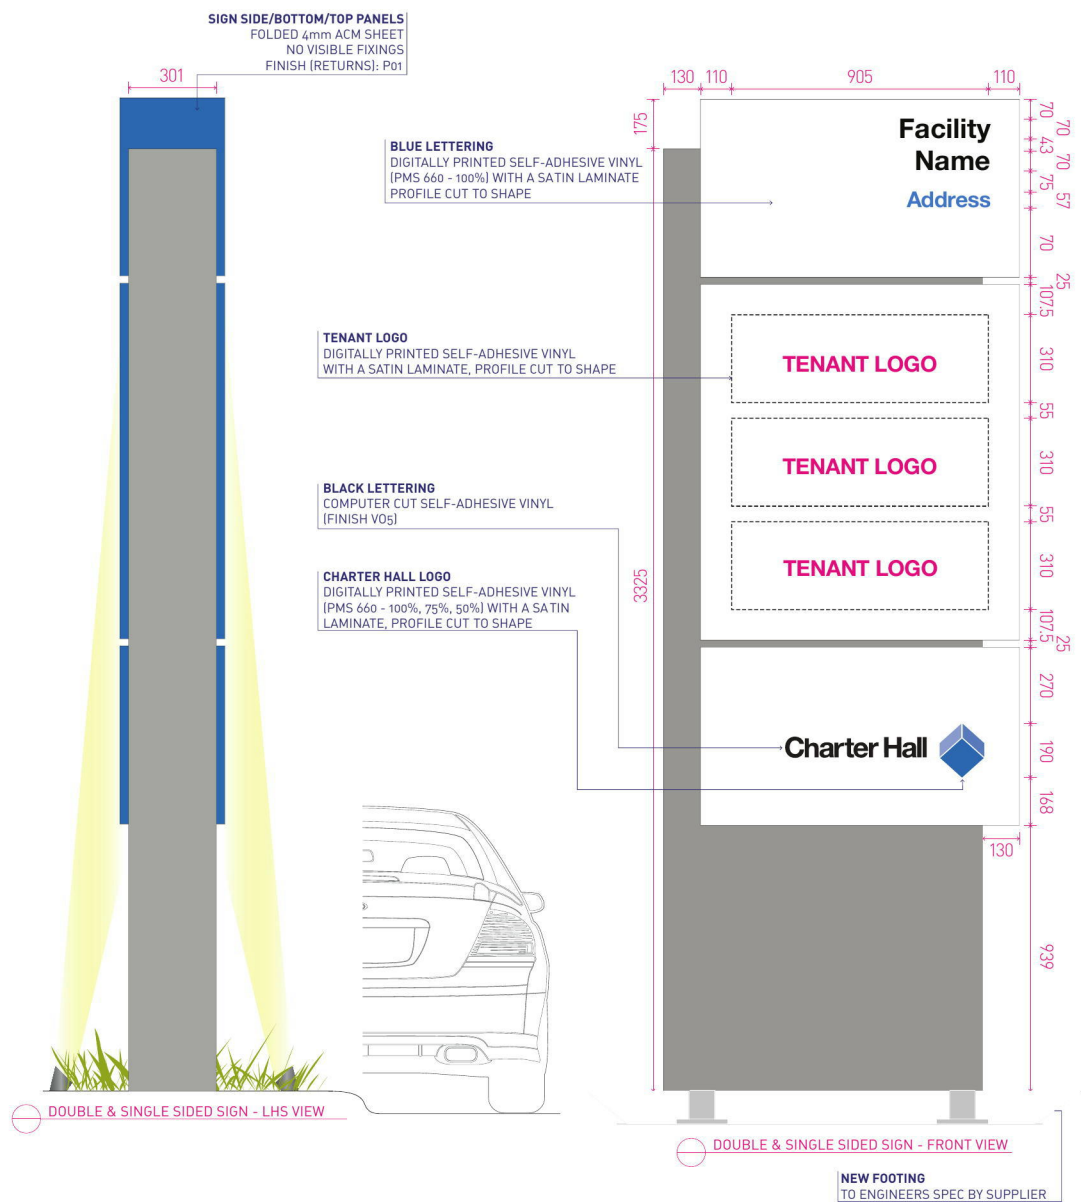 SIGN SIDE/BOTTOM/TOP PANELS
FOLDED 4mm ACM SHEET
NO VISIBLE FIXINGS
FINISH (RETURNS): P01
301
130
110
905
110
175
BLUE LETTERING
DIGITALLY PRINTED SELF-ADHESIVE VINYL
(PMS 660 - 100%) WITH A SATIN LAMINATE
PROFILE CUT TO SHAPE
Facility
Name
Address
70
70
43
70
75
57
70
25
107.5
TENANT LOGO
DIGITALLY PRINTED SELF-ADHESIVE VINYL
WITH A SATIN LAMINATE, PROFILE CUT TO SHAPE
TENANT LOGO
310
55
TENANT LOGO
310
55
BLACK LETTERING
COMPUTER CUT SELF-ADHESIVE VINYL
(FINISH V05)
TENANT LOGO
310
CHARTER HALL LOGO
DIGITALLY PRINTED SELF-ADHESIVE VINYL
(PMS 660 - 100%, 75%, 50%) WITH A SATIN
LAMINATE, PROFILE CUT TO SHAPE
3325
107.5
25
270
Charter Hall
190
168
130
939
DOUBLE & SINGLE SIDED SIGN - LHS VIEW
DOUBLE & SINGLE SIDED SIGN - FRONT VIEW
NEW FOOTING
TO ENGINEERS SPEC BY SUPPLIER